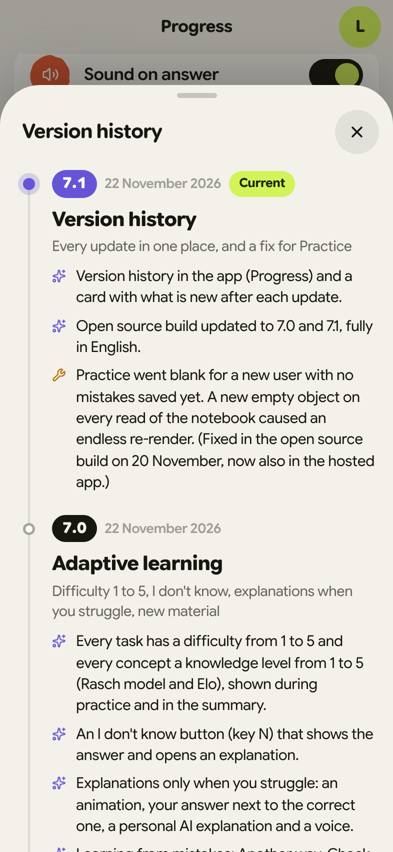 Progress
L
Sound on answer
Version history
7.1 22 November 2026 Current
Version history
Every update in one place, and a fix for Practice
Version history in the app (Progress) and a
card with what is new after each update.
Open source build updated to 7.0 and 7.1, fully
in English.
Practice went blank for a new user with no
mistakes saved yet. A new empty object on
every read of the notebook caused an
endless re-render. (Fixed in the open source
build on 20 November, now also in the hosted
app.)
7.0 22 November 2026
Adaptive learning
Difficulty 1 to 5, I don't know, explanations when
you struggle, new material
Every task has a difficulty from 1 to 5 and
every concept a knowledge level from 1 to 5
(Rasch model and Elo), shown during
practice and in the summary.
An I don't know button (key N) that shows the
answer and opens an explanation.
Explanations only when you struggle: an
animation, your answer next to the correct
one, a personal AI explanation and a voice.
Learning from mistakes: Another way, Check